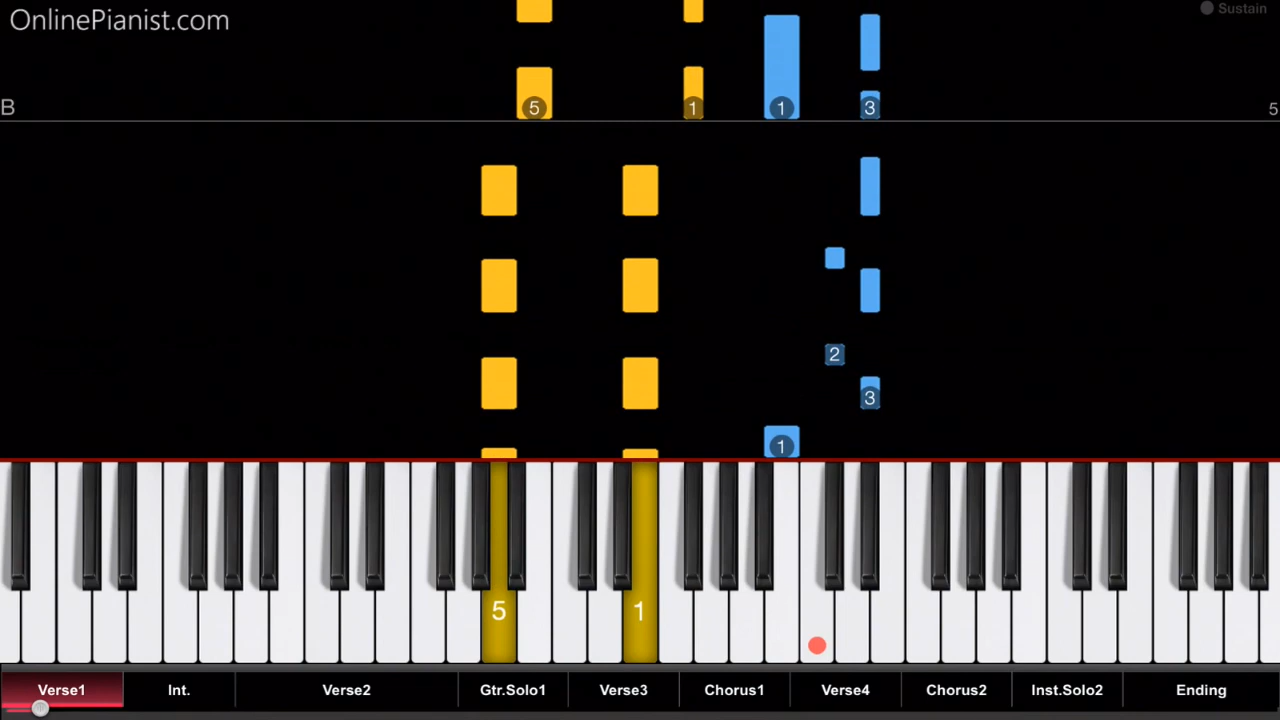 OnlinePianist.com
Sustain
B 5 1 1 3 5
2
3
1
5 1
Verse1 Int. Verse2 Gtr.Solo1 Verse3 Chorus1 Verse4 Chorus2 Inst.Solo2 Ending